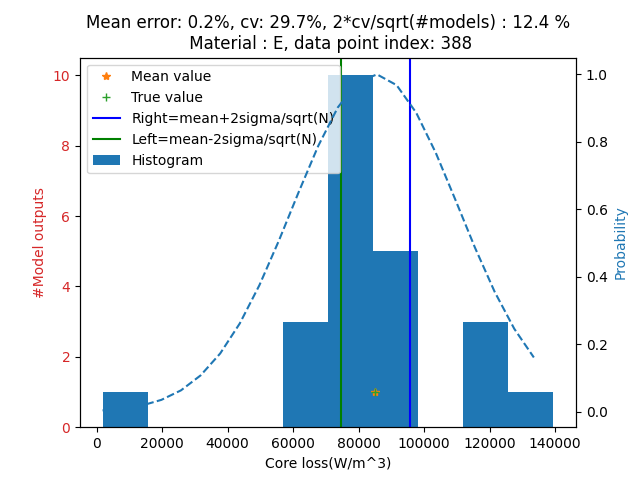 Mean error: 0.2%, cv: 29.7%, 2*cv/sqrt(#models) : 12.4 %
Material : E, data point index: 388
Mean value
True value
Right=mean+2sigma/sqrt(N)
Left=mean-2sigma/sqrt(N)
Histogram
#Model outputs
10
8
6
4
2
0
Probability
1.0
0.8
0.6
0.4
0.2
0.0
0 20000 40000 60000 80000 100000 120000 140000
Core loss(W/m^3)